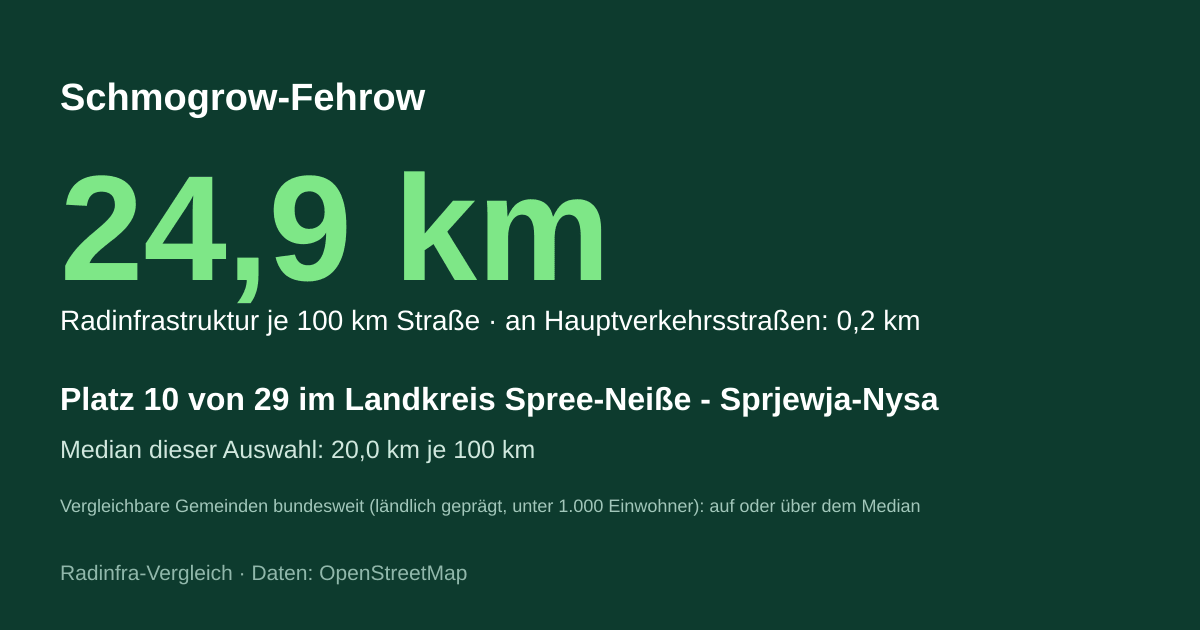 Schmogrow-Fehrow
24,9 km
Radinfrastruktur je 100 km Straße · an Hauptverkehrsstraßen: 0,2 km
Platz 10 von 29 im Landkreis Spree-Neiße - Sprjewja-Nysa
Median dieser Auswahl: 20,0 km je 100 km
Vergleichbare Gemeinden bundesweit (ländlich geprägt, unter 1.000 Einwohner): auf oder über dem Median
Radinfra-Vergleich · Daten: OpenStreetMap